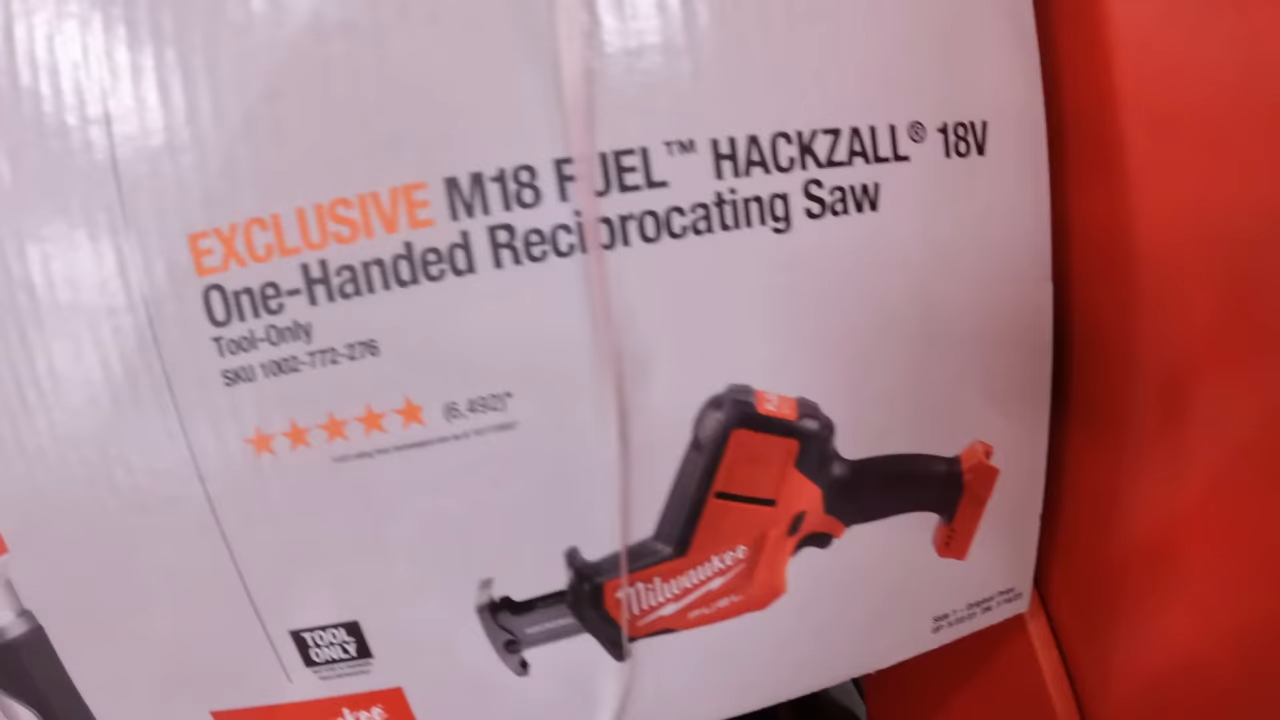 EXCLUSIVE M18 FUEL™ HACKZALL® 18V
One-Handed Reciprocating Saw
Tool-Only
SKU 1002-772-276
(6,492)*
Milwaukee
FUEL
TOOL
ONLY